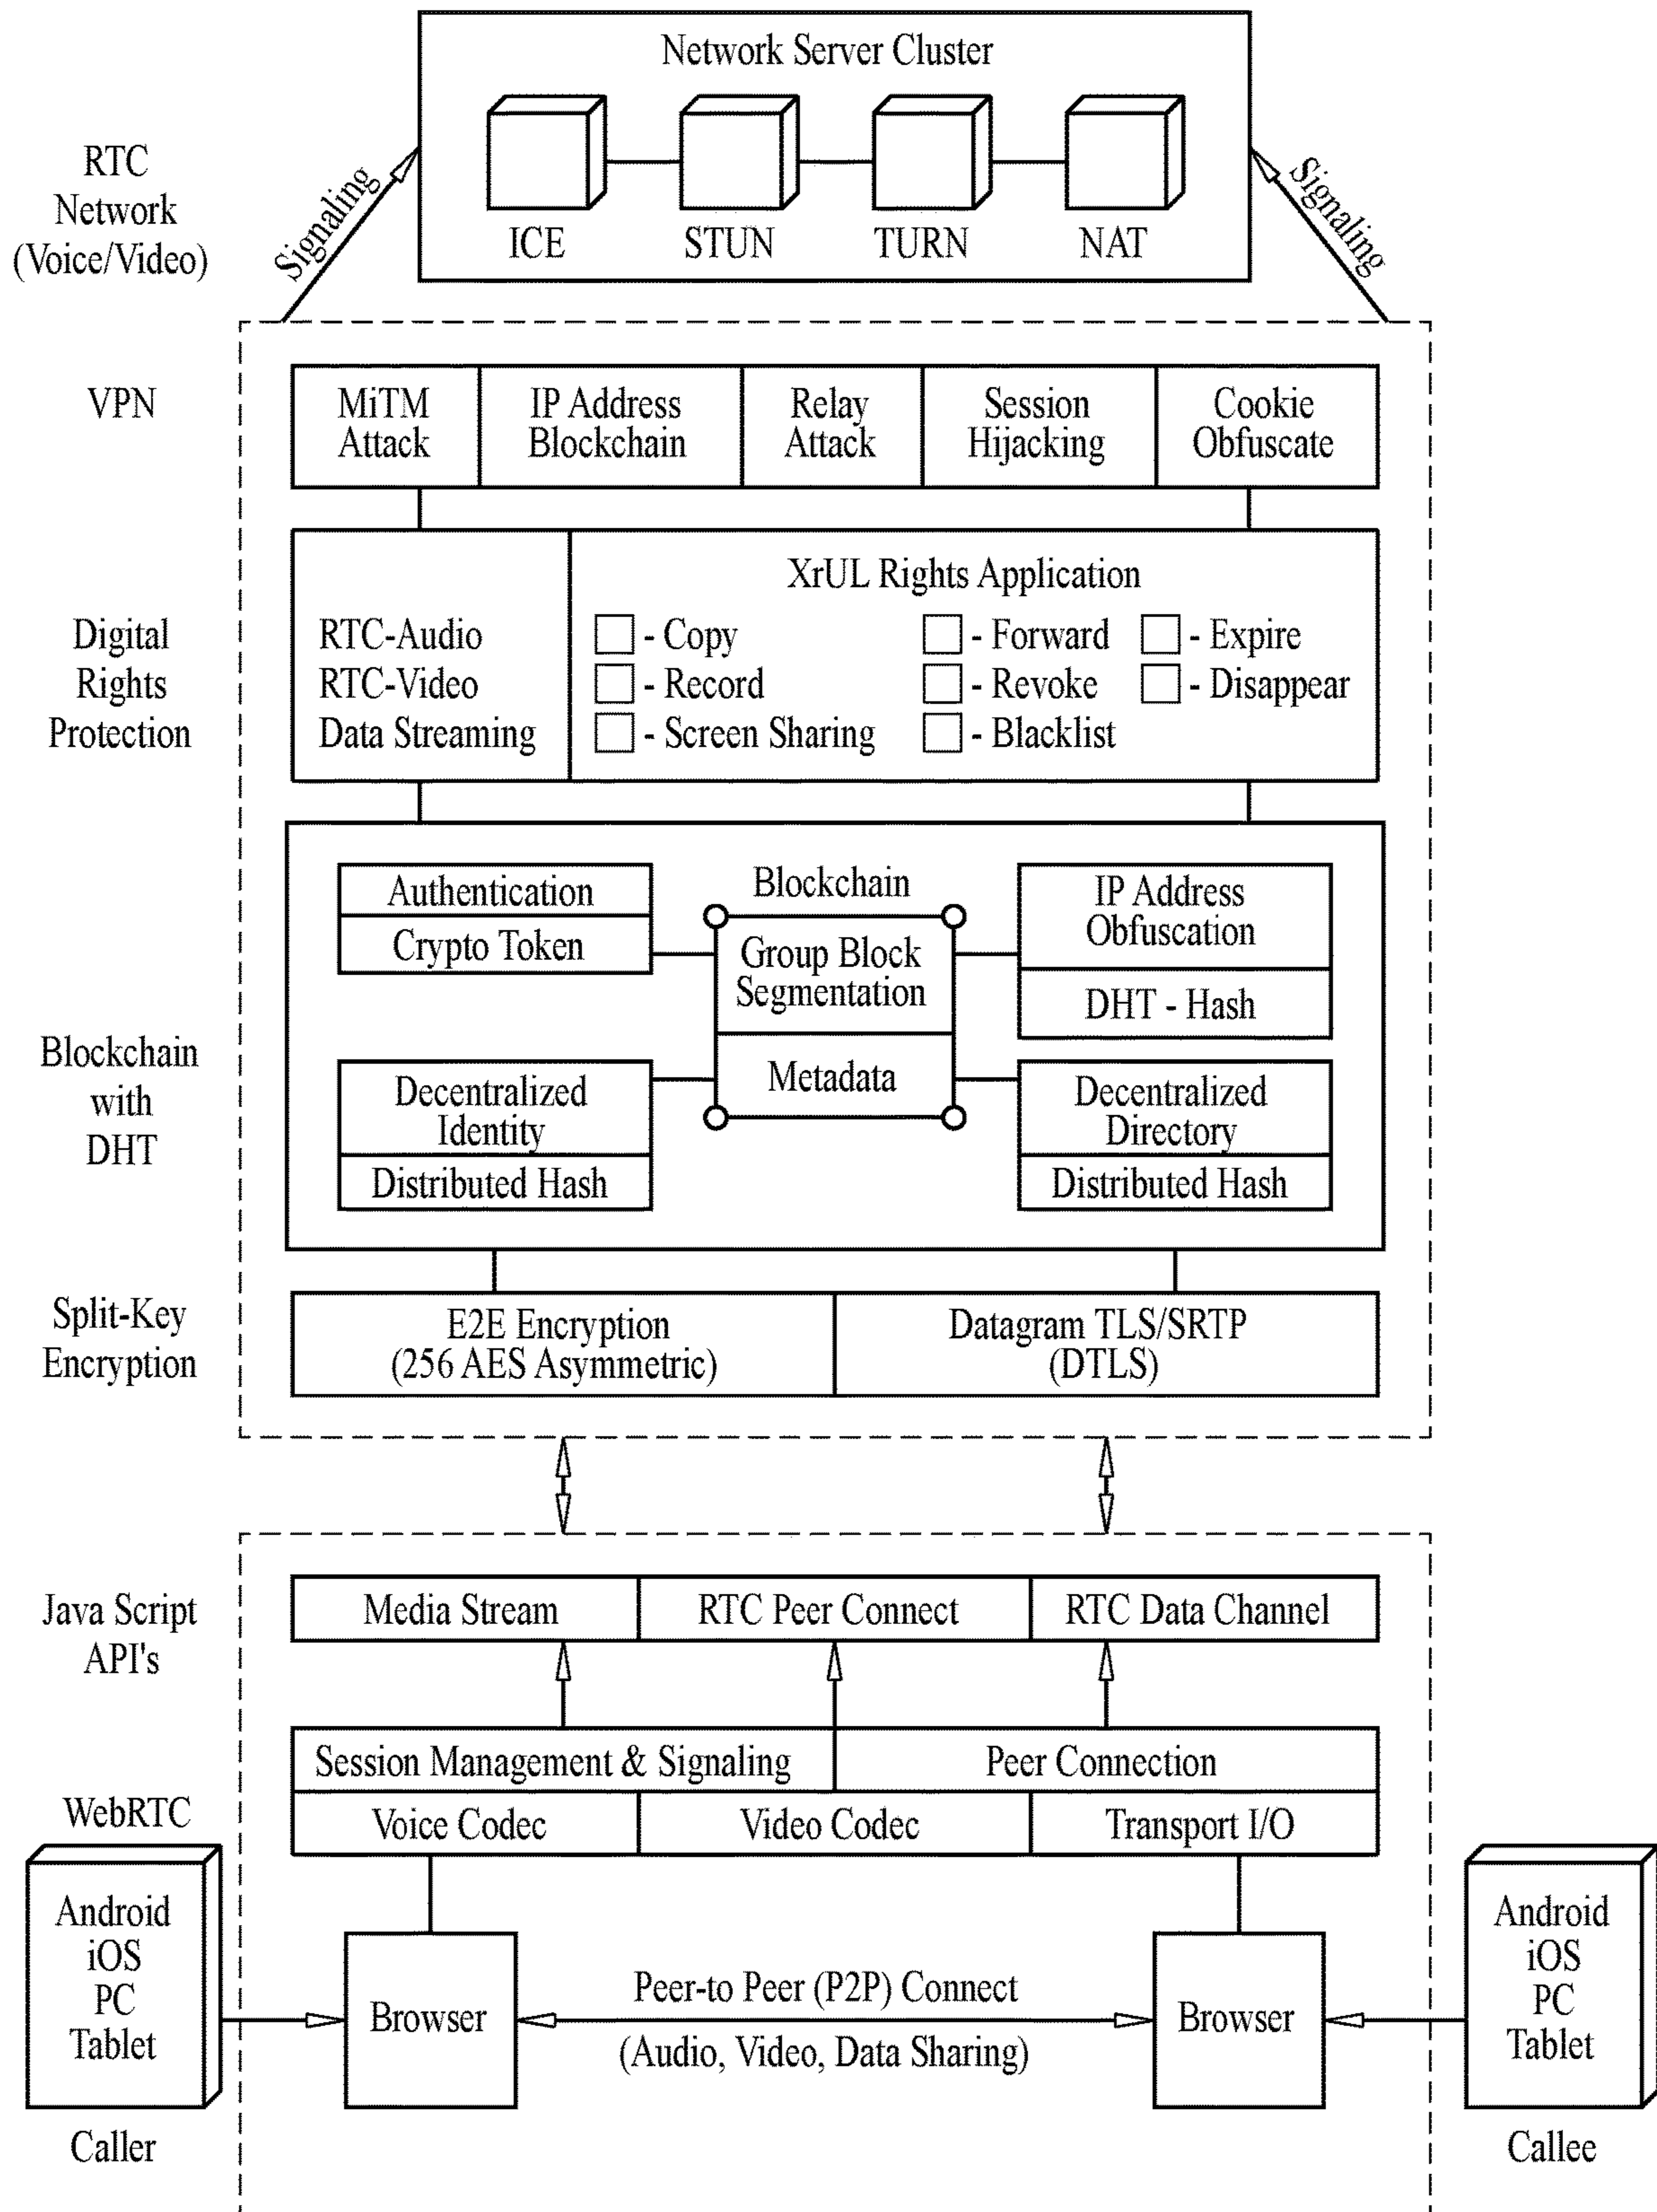 Network Server Cluster
RTC
Network
(Voice/Video)
Signaling
Signaling
ICE
STUN
TURN
NAT
VPN
MiTM
Attack
IP Address
Blockchain
Relay
Attack
Session
Hijacking
Cookie
Obfuscate
Digital
Rights
Protection
RTC-Audio
RTC-Video
Data Streaming
XrUL Rights Application
- Copy
- Record
- Screen Sharing
- Forward
- Revoke
- Blacklist
- Expire
- Disappear
Blockchain
with
DHT
Authentication
Crypto Token
Blockchain
Group Block
Segmentation
Metadata
IP Address
Obfuscation
DHT - Hash
Decentralized
Identity
Distributed Hash
Decentralized
Directory
Distributed Hash
Split-Key
Encryption
E2E Encryption
(256 AES Asymmetric)
Datagram TLS/SRTP
(DTLS)
Java Script
API's
Media Stream
RTC Peer Connect
RTC Data Channel
WebRTC
Session Management & Signaling
Peer Connection
Voice Codec
Video Codec
Transport I/O
Android
iOS
PC
Tablet
Caller
Browser
Peer-to Peer (P2P) Connect
(Audio, Video, Data Sharing)
Browser
Android
iOS
PC
Tablet
Callee